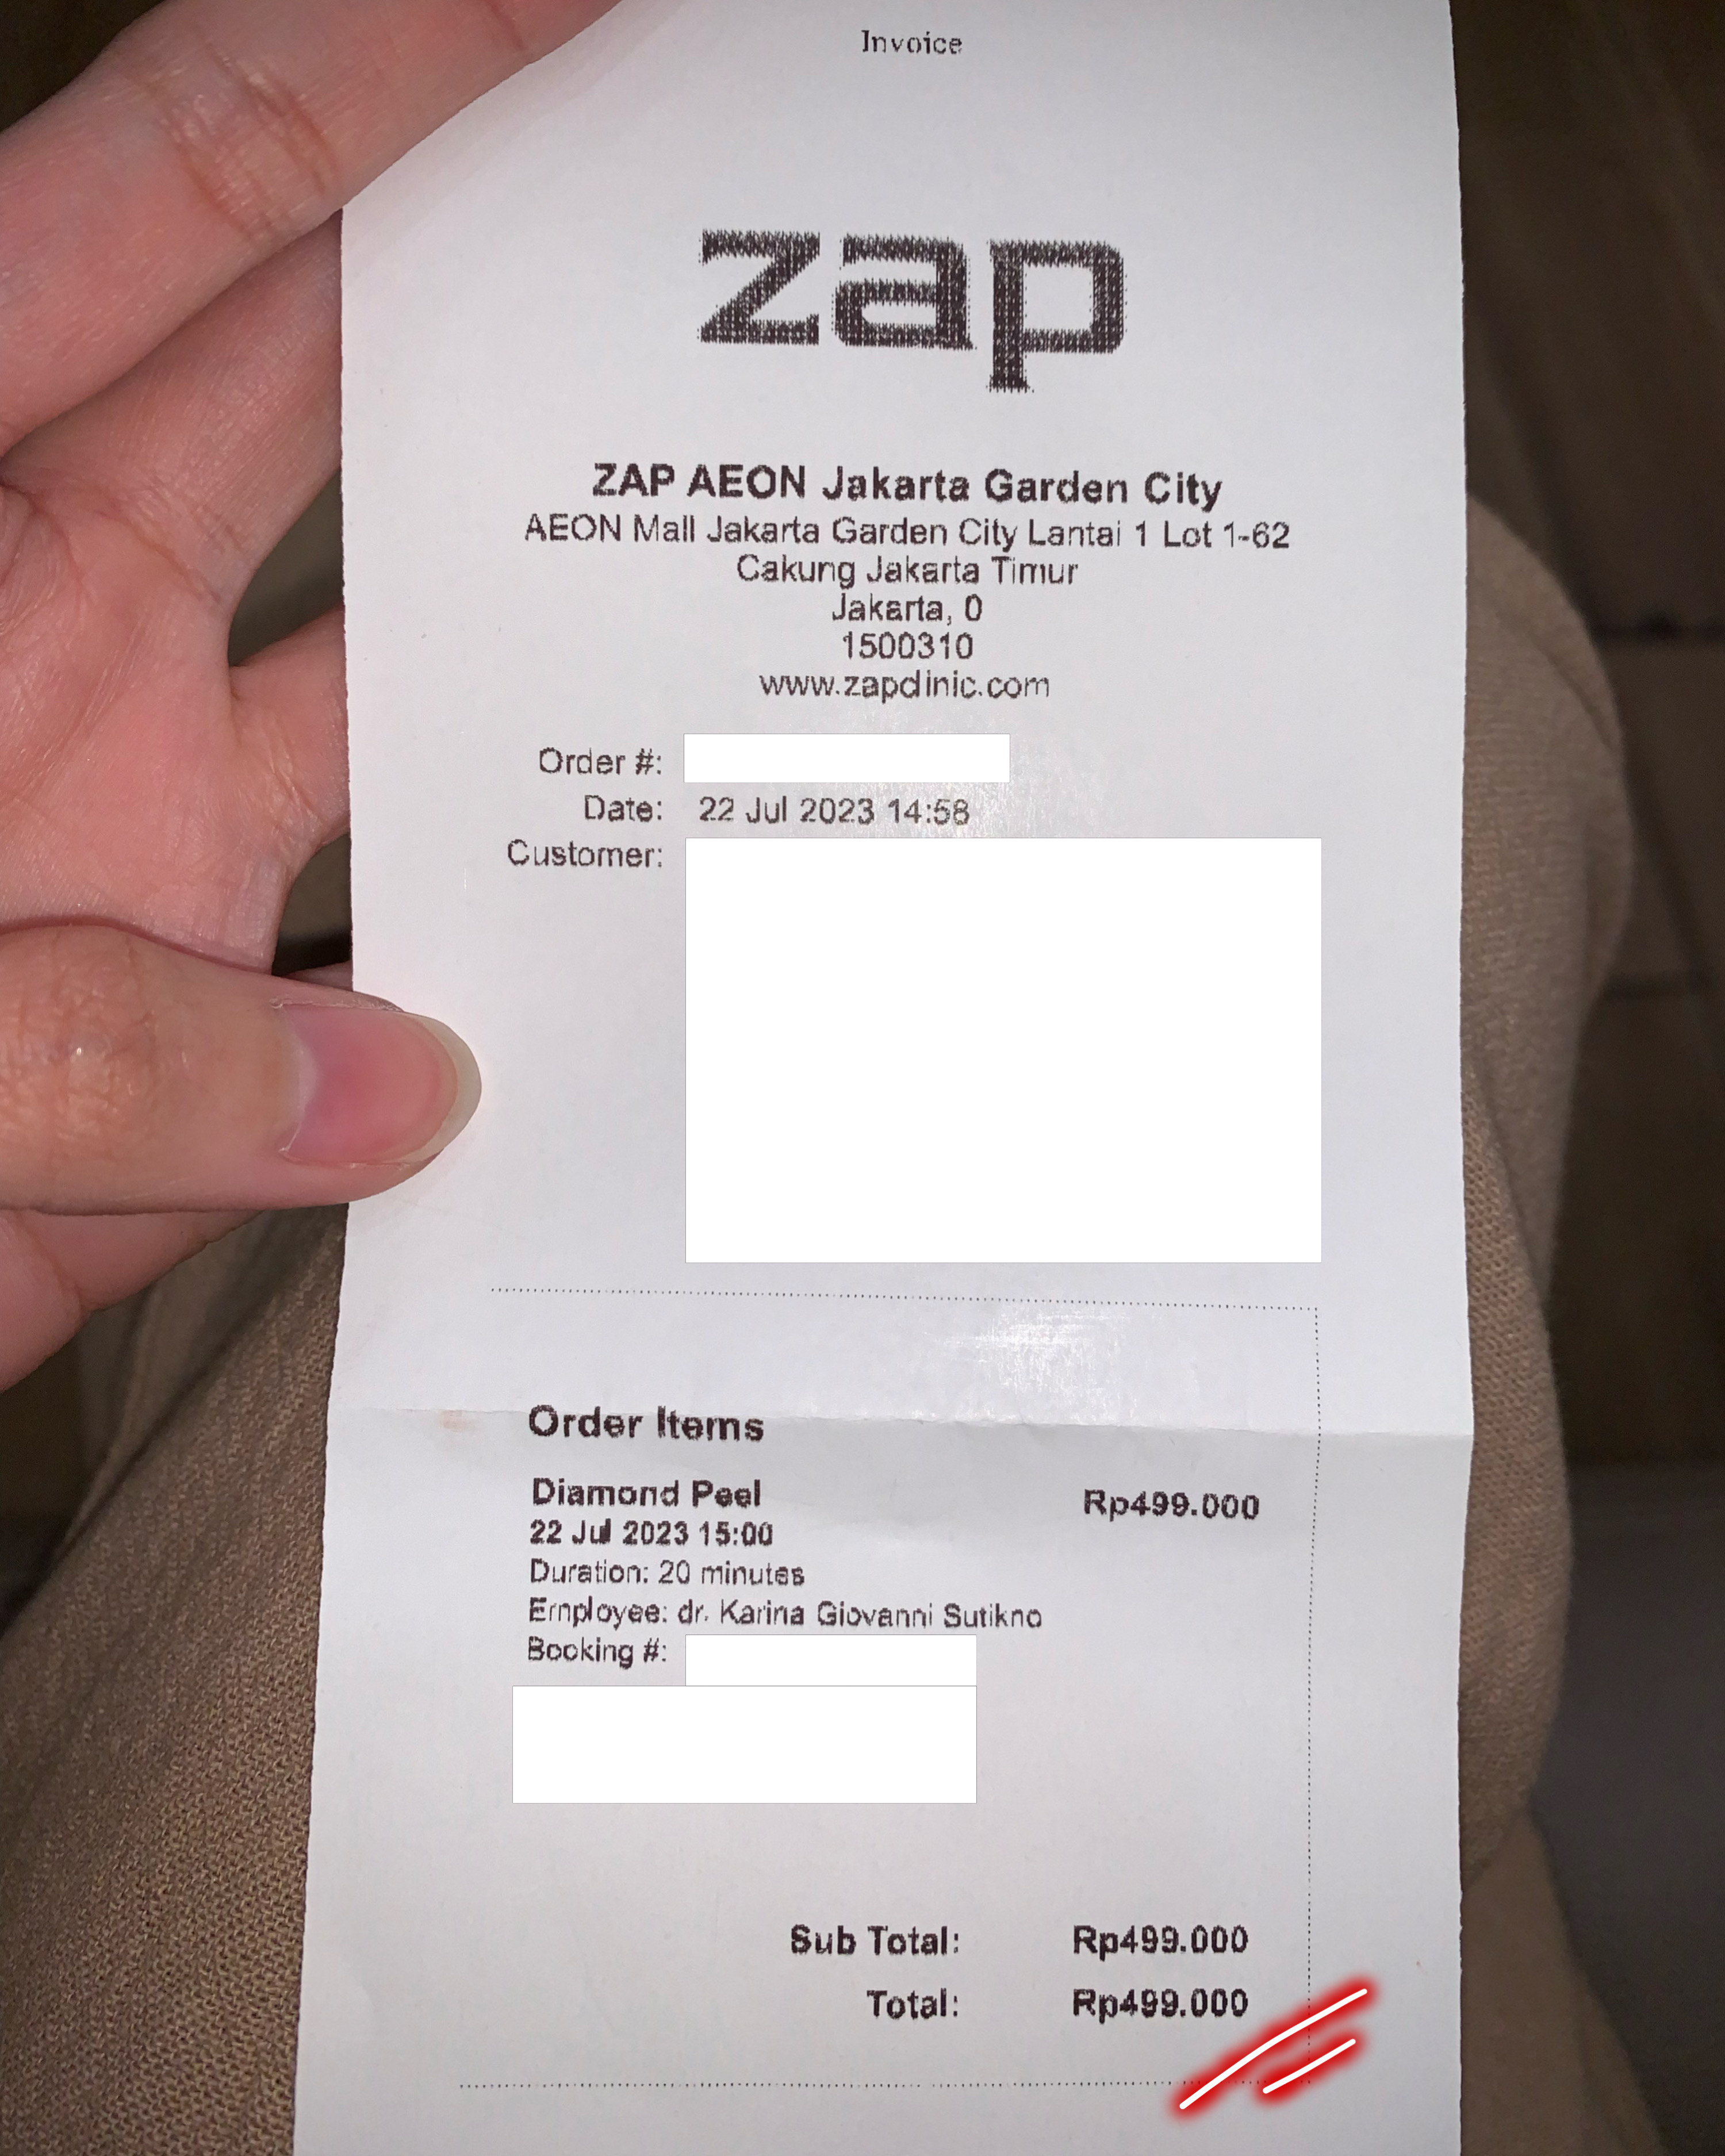 Invoice
zap
ZAP AEON Jakarta Garden City
AEON Mall Jakarta Garden City Lantai 1 Lot 1-62
Cakung Jakarta Timur
Jakarta, 0
1500310
www.zapclinic.com
Order #:
Date: 22 Jul 2023 14:58
Customer:
Order Items
Diamond Peel Rp499.000
22 Jul 2023 15:00
Duration: 20 minutes
Employee: dr. Karina Giovanni Sutikno
Booking #:
Sub Total: Rp499.000
Total: Rp499.000